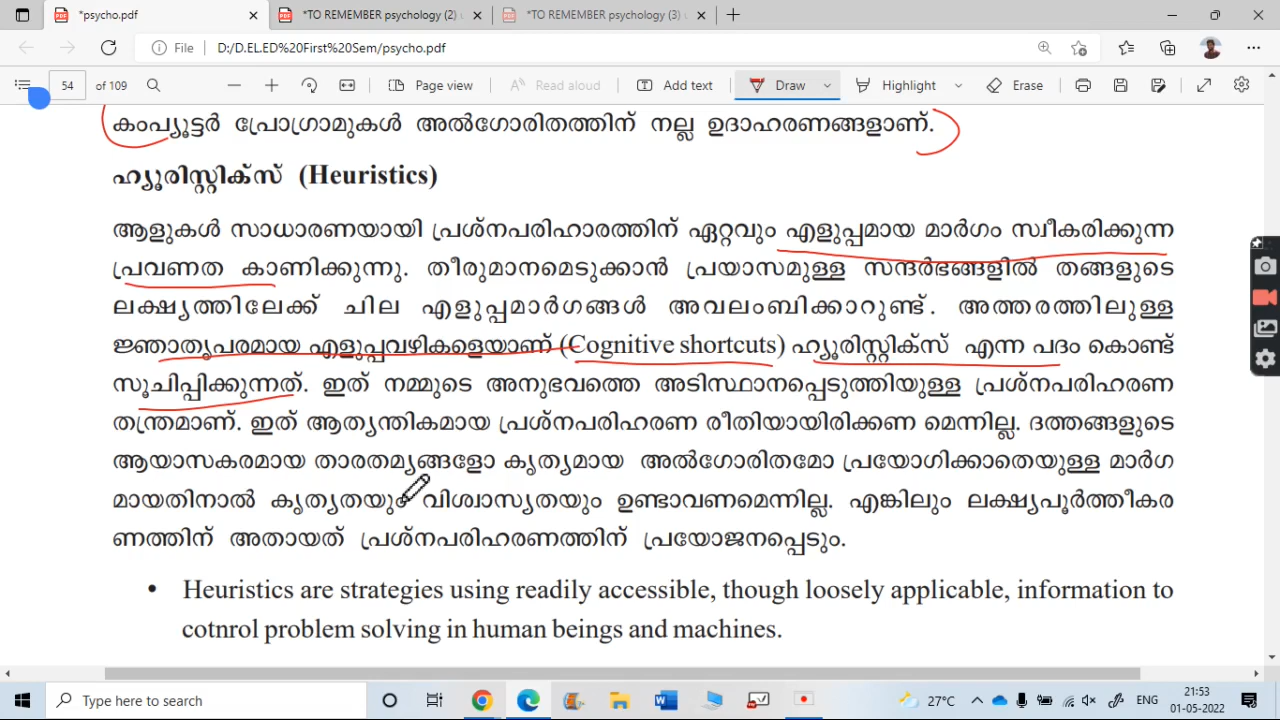 *psycho.pdf
*TO REMEMBER psychology (2)
*TO REMEMBER psychology (3)
File D:/D.EL.ED%20First%20Sem/psycho.pdf
54 of 109 Page view Read aloud Add text Draw Highlight Erase
കംപ്യൂട്ടർ പ്രോഗ്രാമുകൾ അൽഗോരിതത്തിന് നല്ല ഉദാഹരണങ്ങളാണ്.
ഹ്യൂരിസ്റ്റിക്സ് (Heuristics)
ആളുകൾ സാധാരണയായി പ്രശ്നപരിഹാരത്തിന് ഏറ്റവും എളുപ്പമായ മാർഗം സ്വീകരിക്കുന്ന
പ്രവണത കാണിക്കുന്നു. തീരുമാനമെടുക്കാൻ പ്രയാസമുള്ള സന്ദർഭങ്ങളിൽ തങ്ങളുടെ
ലക്ഷ്യത്തിലേക്ക് ചില എളുപ്പമാർഗങ്ങൾ അവലംബിക്കാറുണ്ട്. അത്തരത്തിലുള്ള
ജ്ഞാതൃപരമായ എളുപ്പവഴികളെയാണ് (Cognitive shortcuts) ഹ്യൂരിസ്റ്റിക്സ് എന്ന പദം കൊണ്ട്
സൂചിപ്പിക്കുന്നത്. ഇത് നമ്മുടെ അനുഭവത്തെ അടിസ്ഥാനപ്പെടുത്തിയുള്ള പ്രശ്നപരിഹരണ
തന്ത്രമാണ്. ഇത് ആത്യന്തികമായ പ്രശ്നപരിഹരണ രീതിയായിരിക്കണ മെന്നില്ല. ദത്തങ്ങളുടെ
ആയാസകരമായ താരതമ്യങ്ങളോ കൃത്യമായ അൽഗോരിതമോ പ്രയോഗിക്കാതെയുള്ള മാർഗ
മായതിനാൽ കൃത്യതയും വിശ്വാസ്യതയും ഉണ്ടാവണമെന്നില്ല. എങ്കിലും ലക്ഷ്യപൂർത്തീകര
ണത്തിന് അതായത് പ്രശ്നപരിഹരണത്തിന് പ്രയോജനപ്പെടും.
• Heuristics are strategies using readily accessible, though loosely applicable, information to
cotnrol problem solving in human beings and machines.
Type here to search
27°C ENG 21:53
01-05-2022